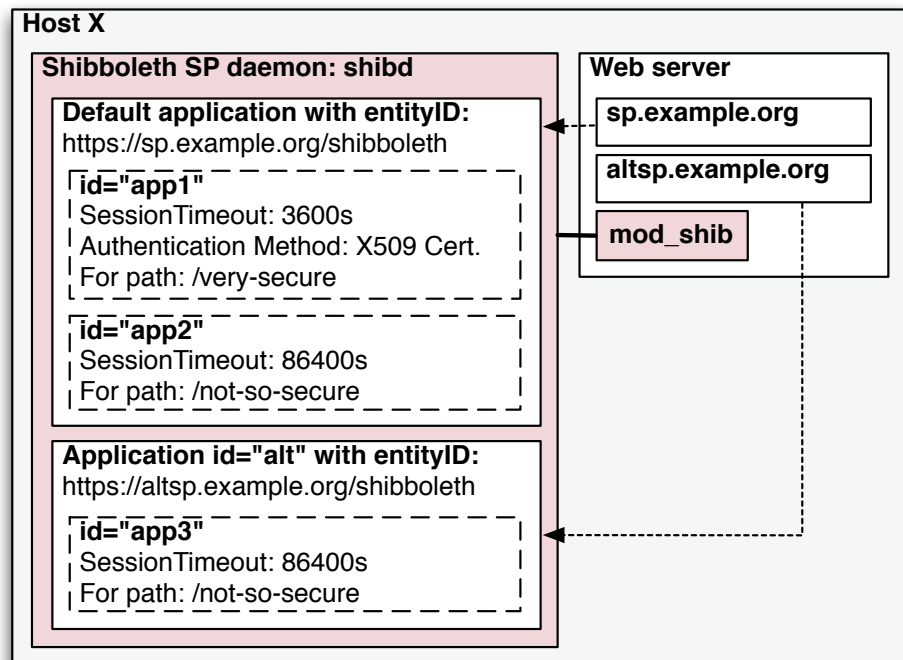 Host X
Shibboleth SP daemon: shibd
Default application with entityID:
https://sp.example.org/shibboleth
id="app1"
SessionTimeout: 3600s
Authentication Method: X509 Cert.
For path: /very-secure
id="app2"
SessionTimeout: 86400s
For path: /not-so-secure
Application id="alt" with entityID:
https://altsp.example.org/shibboleth
id="app3"
SessionTimeout: 86400s
For path: /not-so-secure
Web server
sp.example.org
altsp.example.org
mod_shib